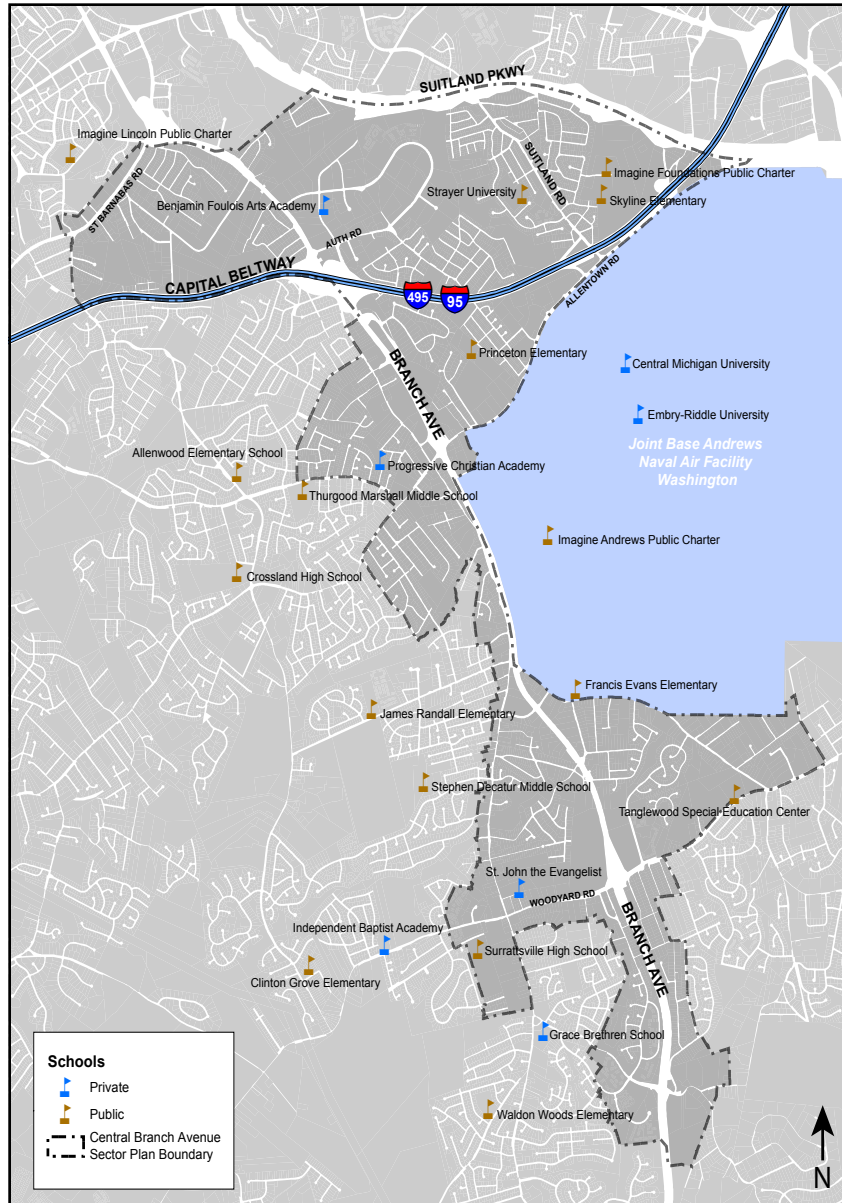 SUITLAND PKWY
Imagine Lincoln Public Charter
ST BARNABAS RD
SUITLAND RD
Imagine Foundations Public Charter
Strayer University
Skyline Elementary
Benjamin Foulois Arts Academy
AUTH RD
CAPITAL BELTWAY
ALLENTOWN RD
495
95
BRANCH AVE
Princeton Elementary
Central Michigan University
Embry-Riddle University
Joint Base Andrews
Naval Air Facility
Washington
Allenwood Elementary School
Progressive Christian Academy
Thurgood Marshall Middle School
Imagine Andrews Public Charter
Crossland High School
Francis Evans Elementary
James Randall Elementary
Stephen Decatur Middle School
Tanglewood Special Education Center
St. John the Evangelist
WOODYARD RD
BRANCH AVE
Independent Baptist Academy
Surrattsville High School
Clinton Grove Elementary
Grace Brethren School
Waldon Woods Elementary
Schools
Private
Public
Central Branch Avenue
Sector Plan Boundary
N